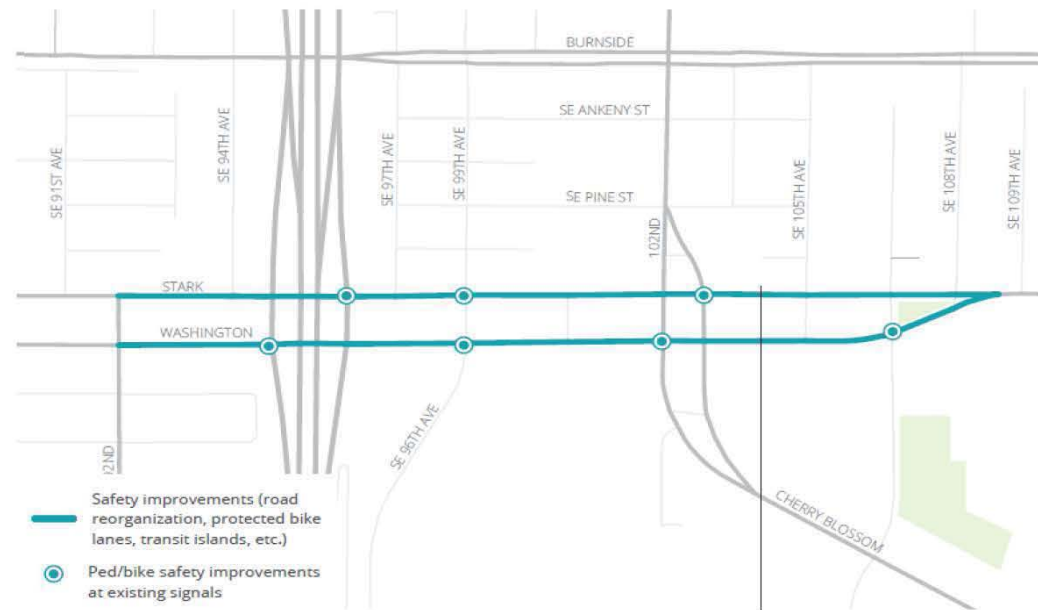 BURNSIDE
SE ANKENY ST
SE 91ST AVE
SE 94TH AVE
SE 97TH AVE
SE 99TH AVE
SE PINE ST
102ND
SE 105TH AVE
SE 108TH AVE
SE 109TH AVE
STARK
WASHINGTON
SE 96TH AVE
2ND
CHERRY BLOSSOM
Safety improvements (road
reorganization, protected bike
lanes, transit islands, etc.)
Ped/bike safety improvements
at existing signals